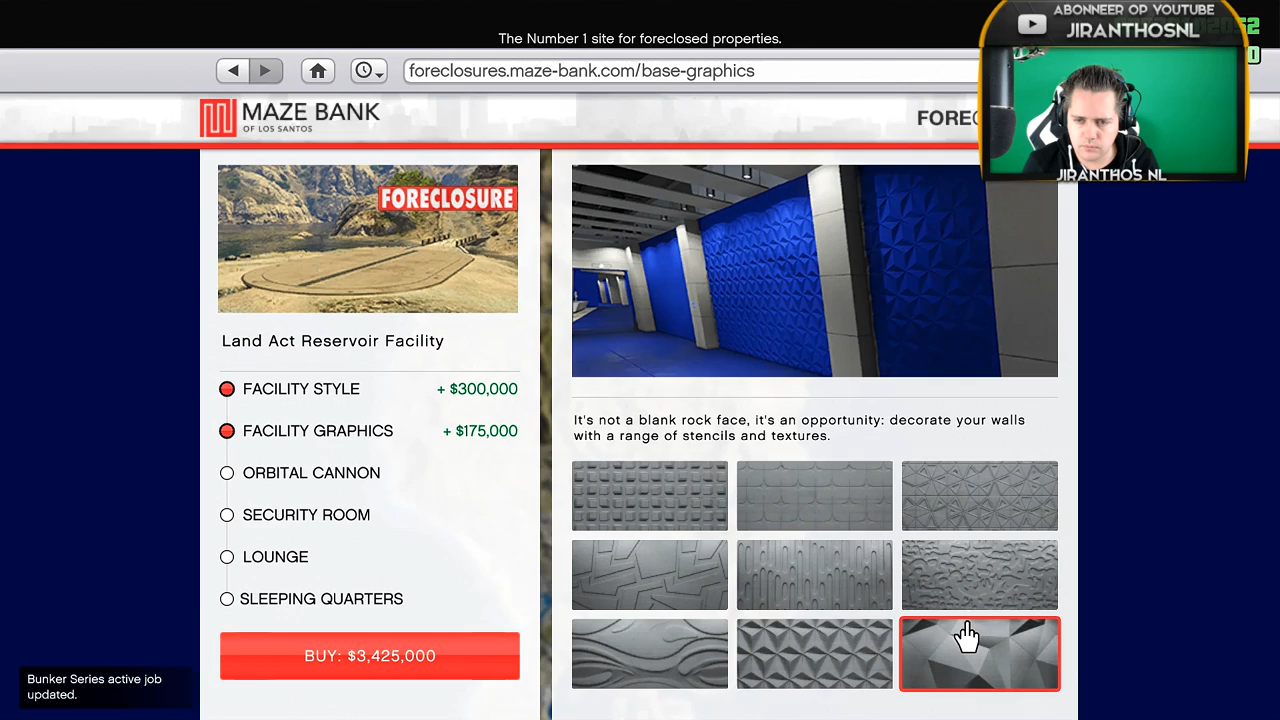 The Number 1 site for foreclosed properties.
ABONNEER OP YOUTUBE
JIRANTHOSNL
foreclosures.maze-bank.com/base-graphics
MAZE BANK
OF LOS SANTOS
JIRANTHOS NL
FORECLOSURE
Land Act Reservoir Facility
FACILITY STYLE + $300,000
FACILITY GRAPHICS + $175,000
ORBITAL CANNON
SECURITY ROOM
LOUNGE
SLEEPING QUARTERS
BUY: $3,425,000
It's not a blank rock face, it's an opportunity: decorate your walls
with a range of stencils and textures.
Bunker Series active job
updated.